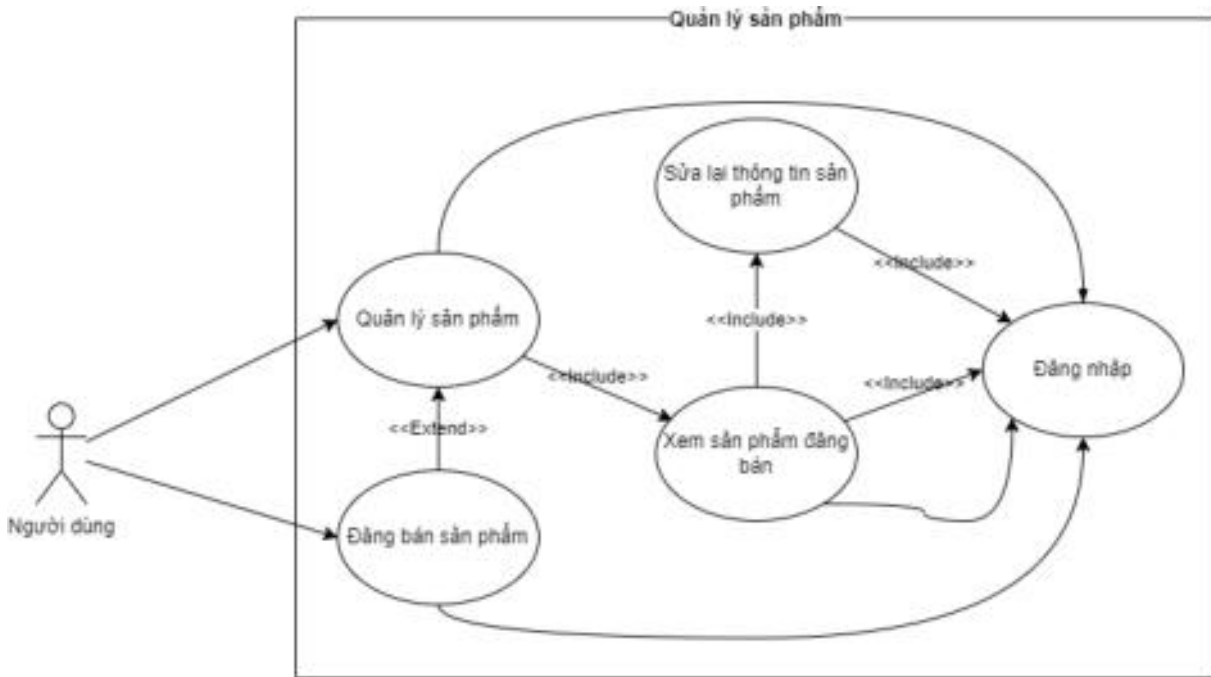 Quản lý sản phẩm
Sửa lại thông tin sản
phẩm
<<Include>>
Quản lý sản phẩm
<<Include>>
Đăng nhập
<<Include>>
<<Include>>
<<Extend>>
Xem sản phẩm đăng
bán
Người dùng
Đăng bán sản phẩm